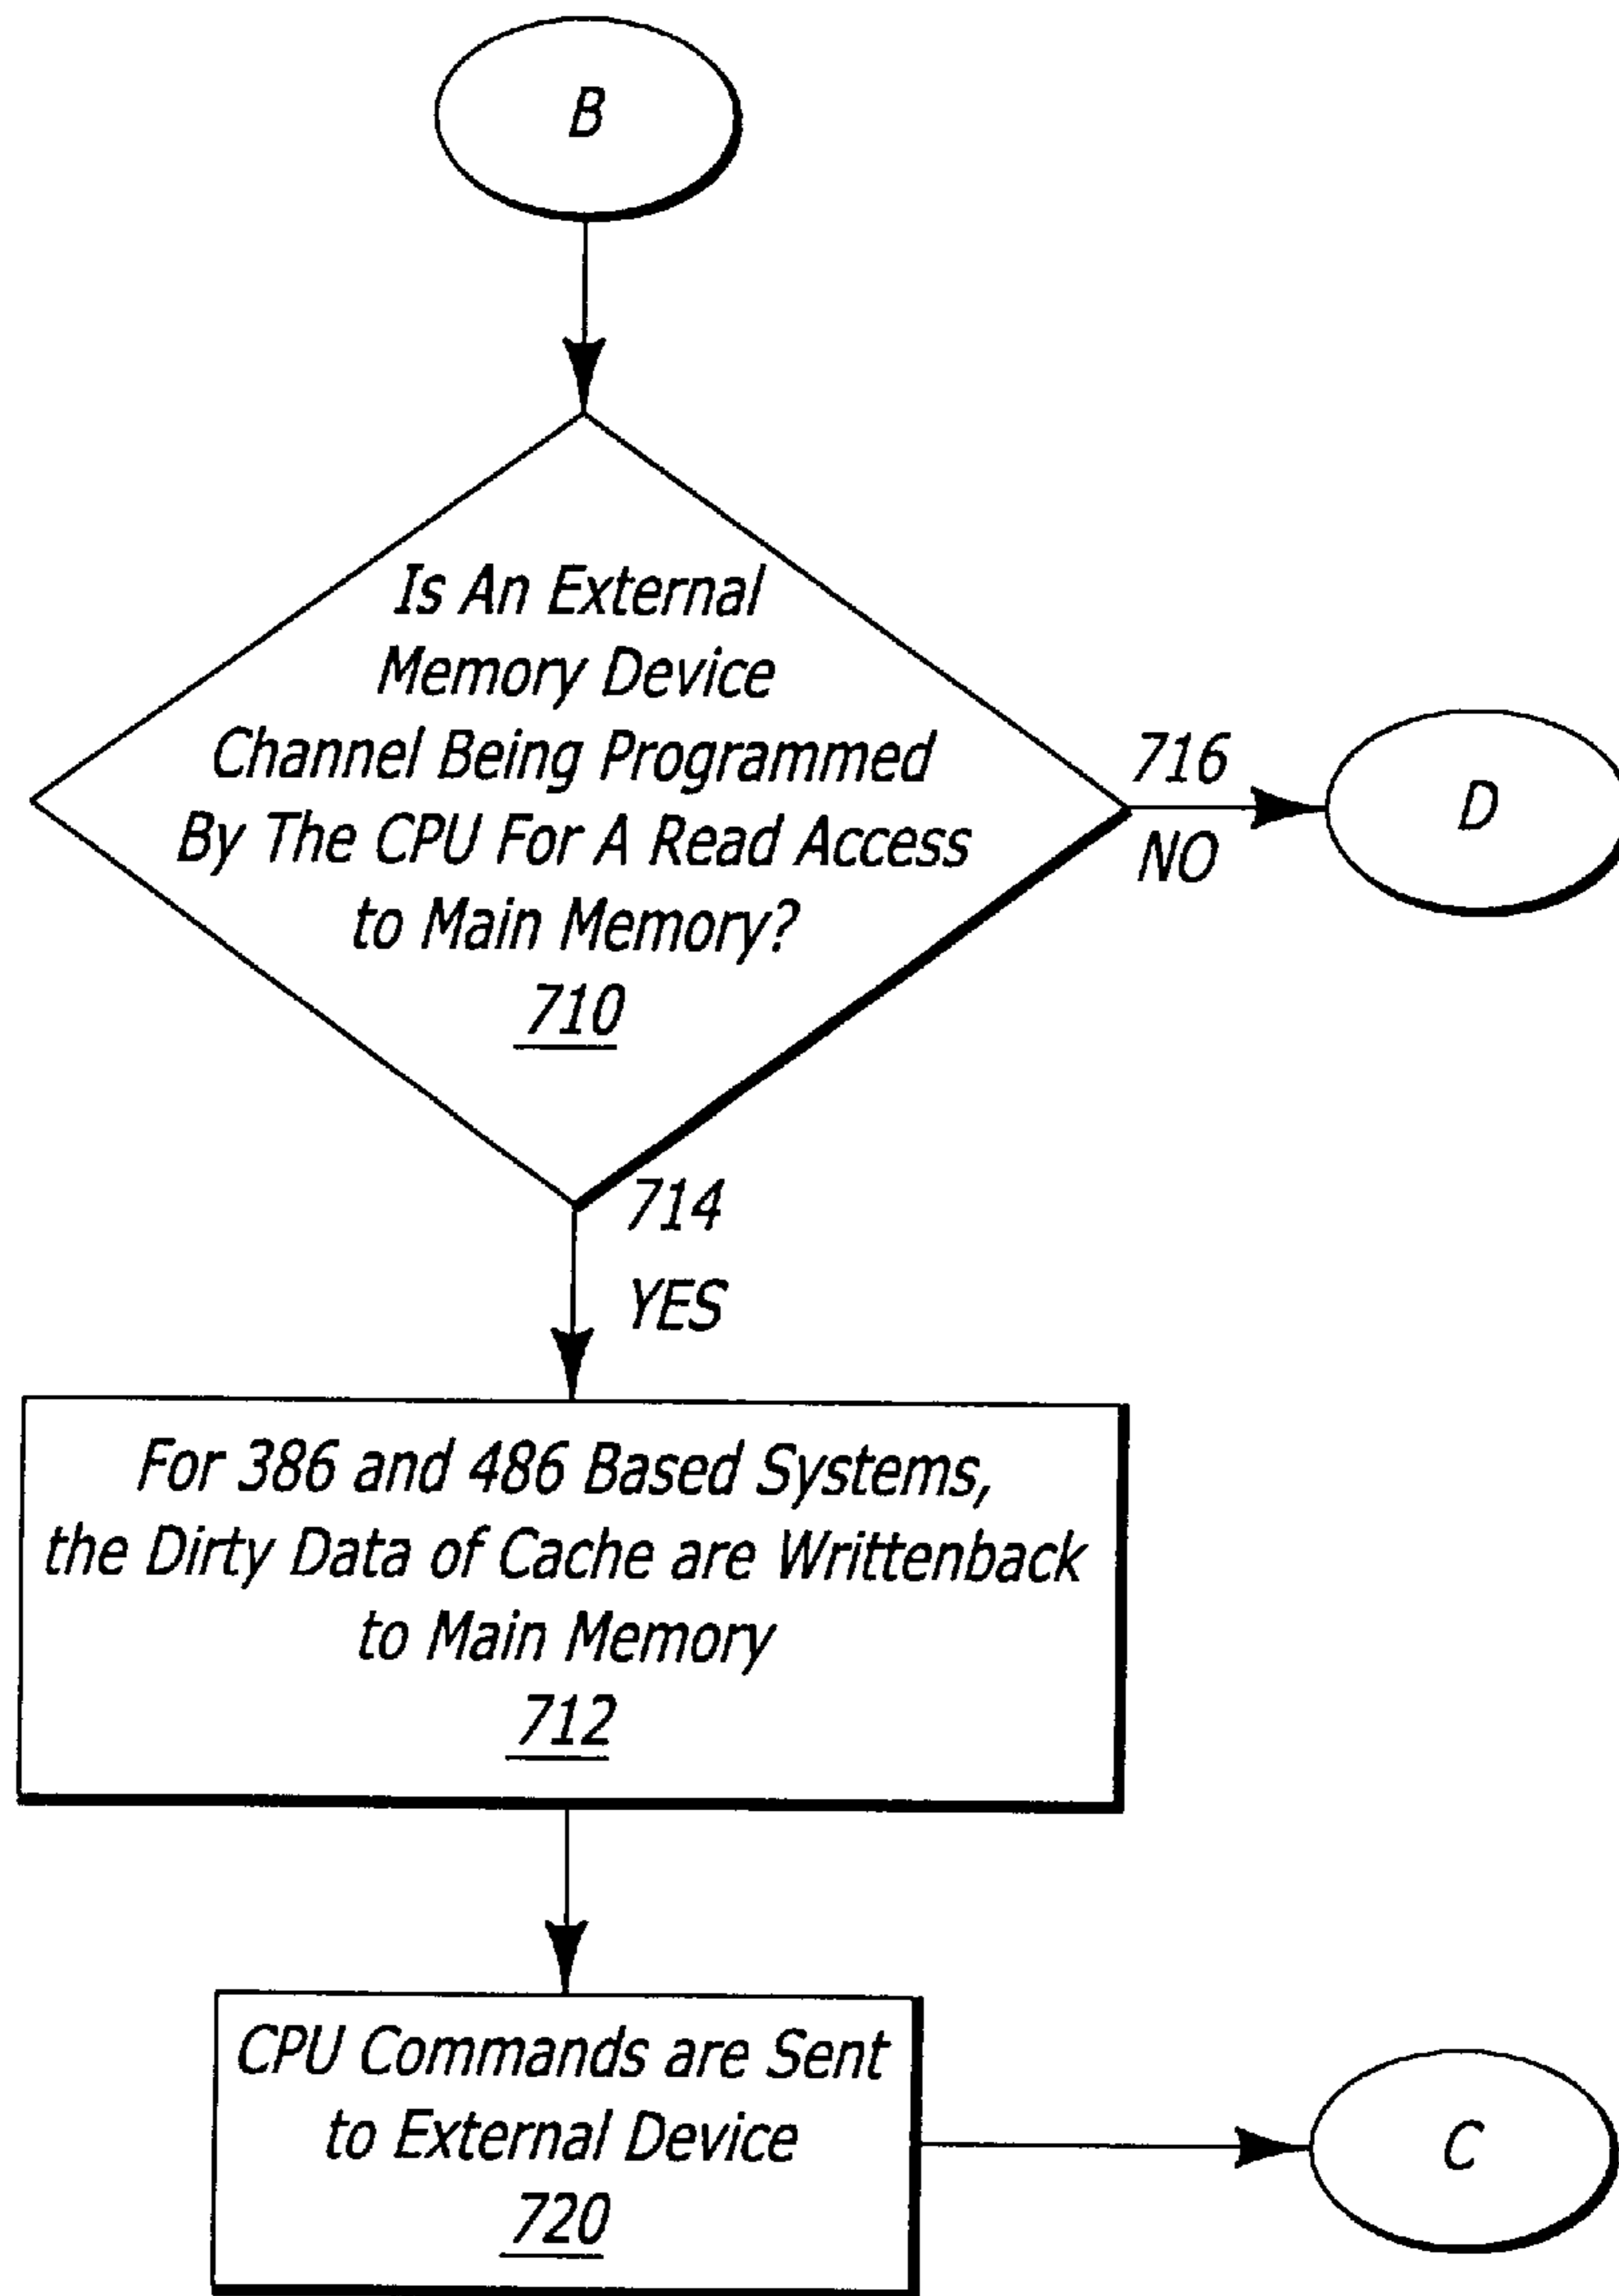 B
Is An External
Memory Device
Channel Being Programmed
By The CPU For A Read Access
to Main Memory?
710
716
NO
D
714
YES
For 386 and 486 Based Systems,
the Dirty Data of Cache are Writtenback
to Main Memory
712
CPU Commands are Sent
to External Device
720
C